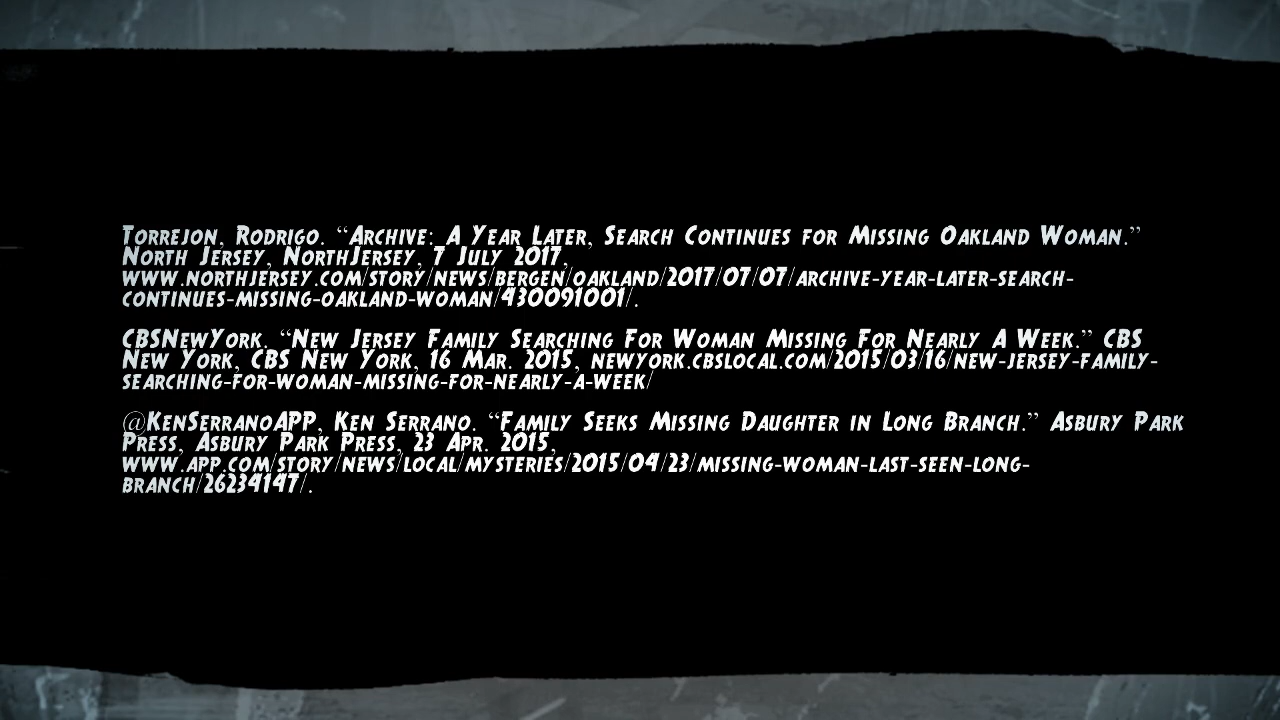 Torrejon, Rodrigo. “Archive: A Year Later, Search Continues for Missing Oakland Woman.”
North Jersey, NorthJersey, 7 July 2017,
www.northjersey.com/story/news/bergen/oakland/2017/07/07/archive-year-later-search-
continues-missing-oakland-woman/430091001/.
CBSNewYork. “New Jersey Family Searching For Woman Missing For Nearly A Week.” CBS
New York, CBS New York, 16 Mar. 2015, newyork.cbslocal.com/2015/03/16/new-jersey-family-
searching-for-woman-missing-for-nearly-a-week/
@KenSerranoAPP, Ken Serrano. “Family Seeks Missing Daughter in Long Branch.” Asbury Park
Press, Asbury Park Press, 23 Apr. 2015,
www.app.com/story/news/local/mysteries/2015/04/23/missing-woman-last-seen-long-
branch/26234147/.